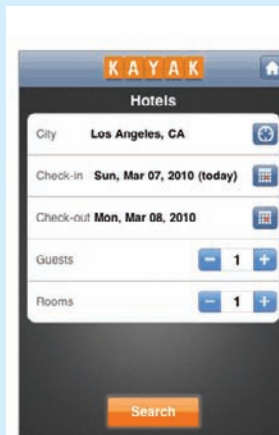 KAYAK
Hotels
City Los Angeles, CA
Check-in Sun, Mar 07, 2010 (today)
Check-out Mon, Mar 08, 2010
Guests - 1 +
Rooms - 1 +
Search